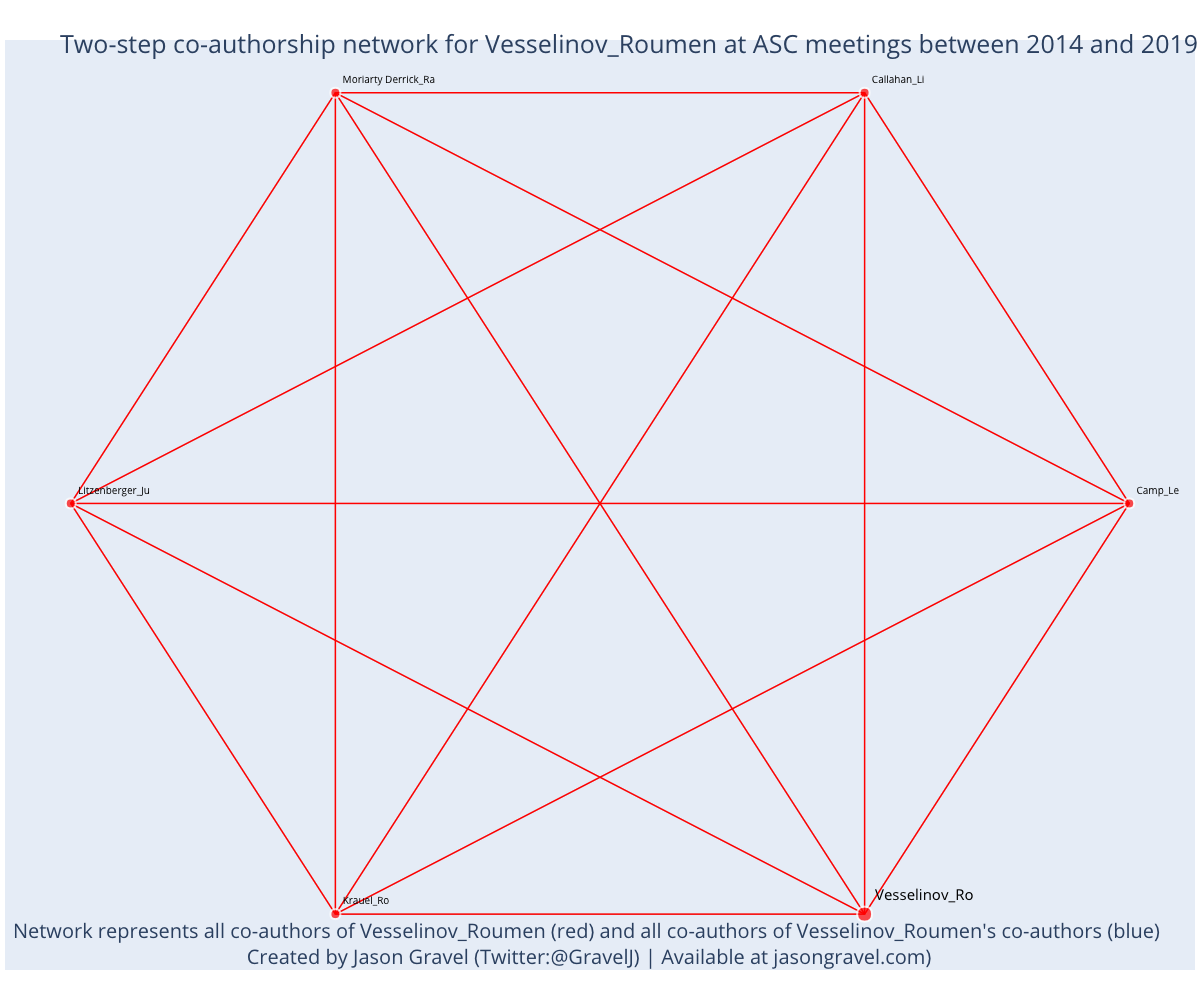 Two-step co-authorship network for Vesselinov_Roumen at ASC meetings between 2014 and 2019
Moriarty Derrick_Ra
Callahan_Li
Litzenberger_Ju
Camp_Le
Krauel_Ro
Vesselinov_Ro
Network represents all co-authors of Vesselinov_Roumen (red) and all co-authors of Vesselinov_Roumen's co-authors (blue)
Created by Jason Gravel (Twitter:@GravelJ) | Available at jasongravel.com)